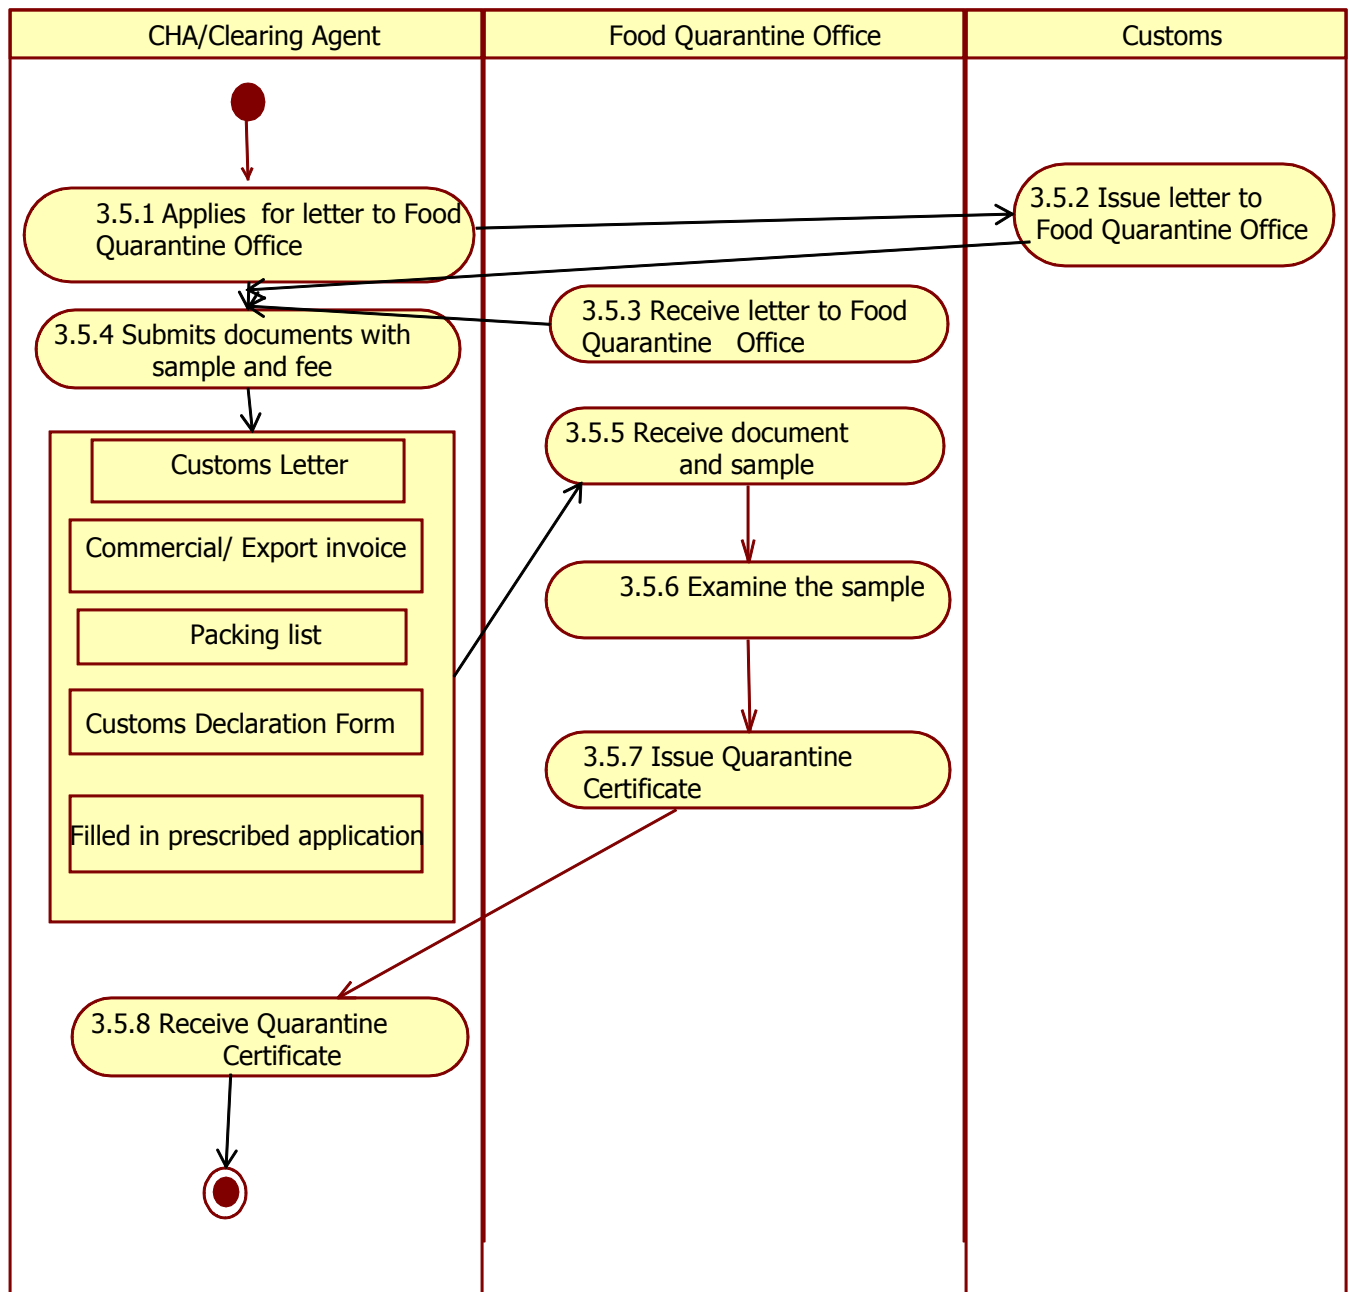 CHA/Clearing Agent
Food Quarantine Office
Customs
3.5.1 Applies for letter to Food
Quarantine Office
3.5.2 Issue letter to
Food Quarantine Office
3.5.3 Receive letter to Food
Quarantine Office
3.5.4 Submits documents with
sample and fee
Customs Letter
Commercial/ Export invoice
Packing list
Customs Declaration Form
Filled in prescribed application
3.5.5 Receive document
and sample
3.5.6 Examine the sample
3.5.7 Issue Quarantine
Certificate
3.5.8 Receive Quarantine
Certificate